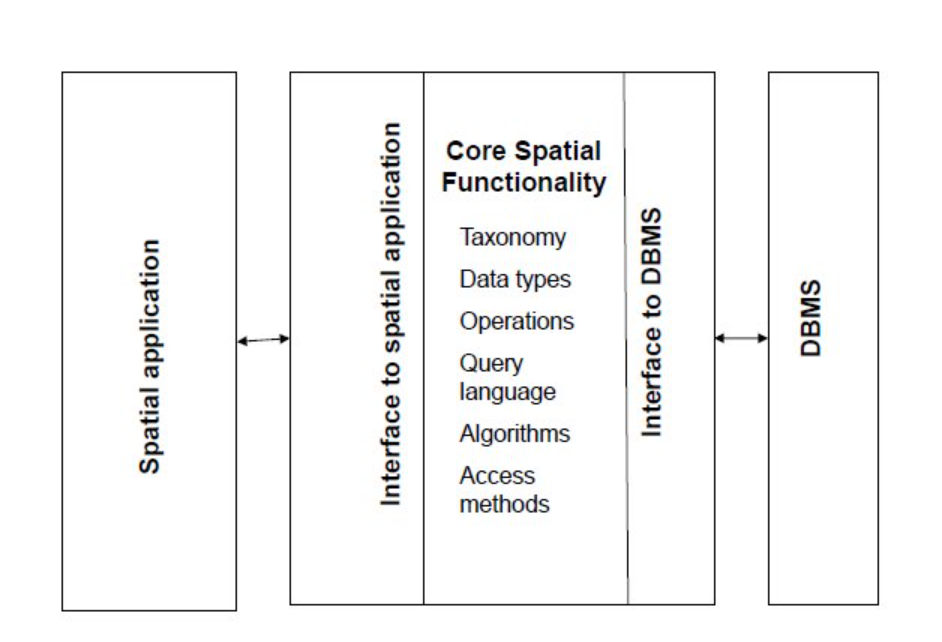 Spatial application
Interface to spatial application
Core Spatial
Functionality
Taxonomy
Data types
Operations
Query
language
Algorithms
Access
methods
Interface to DBMS
DBMS